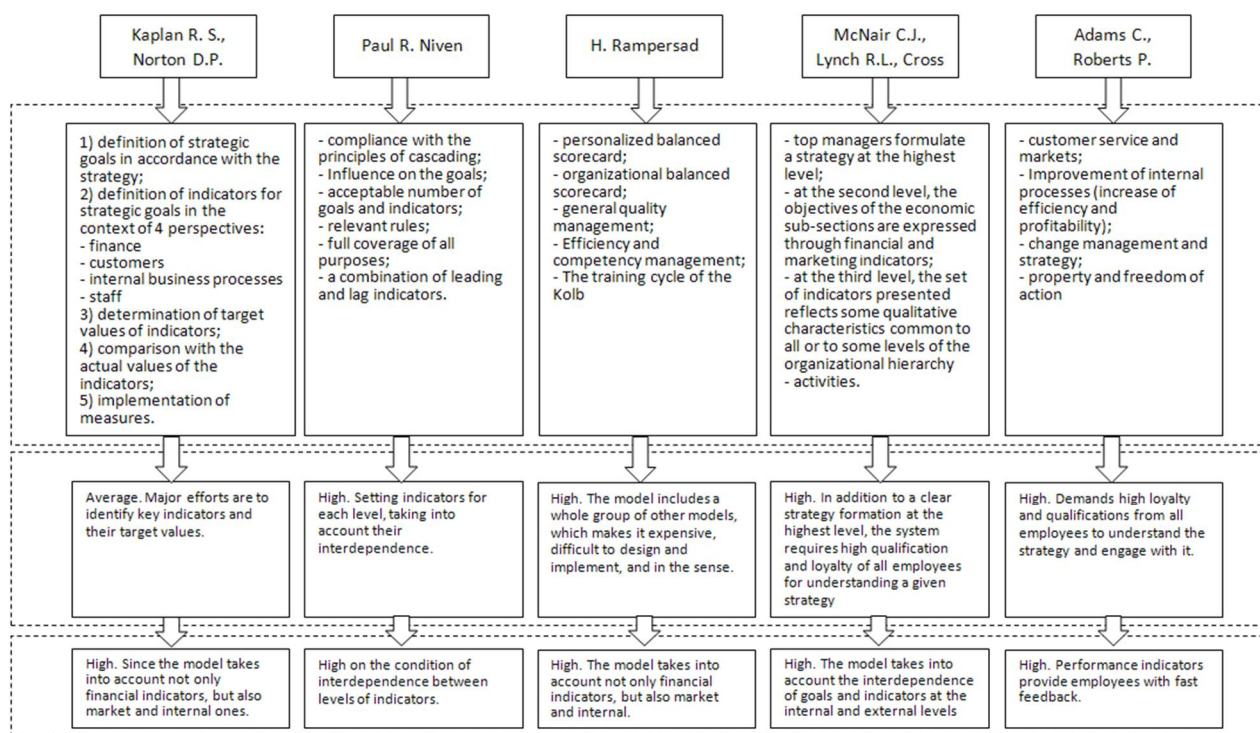 Kaplan R. S.,
Norton D.P.
Paul R. Niven
H. Rampersad
McNair C.J.,
Lynch R.L., Cross
Adams C.,
Roberts P.
1) definition of strategic
goals in accordance with the
strategy;
2) definition of indicators for
strategic goals in the
context of 4 perspectives:
- finance
- customers
- internal business processes
- staff
3) determination of target
values of indicators;
4) comparison with the
actual values of the
indicators;
5) implementation of
measures.
- compliance with the
principles of cascading;
- Influence on the goals;
- acceptable number of
goals and indicators;
- relevant rules;
- full coverage of all
purposes;
- a combination of leading
and lag indicators.
- personalized balanced
scorecard;
- organizational balanced
scorecard;
- general quality
management;
- Efficiency and
competency management;
- The training cycle of the
Kolb
- top managers formulate
a strategy at the highest
level;
- at the second level, the
objectives of the economic
sub-sections are expressed
through financial and
marketing indicators;
- at the third level, the set
of indicators presented
reflects some qualitative
characteristics common to
all or to some levels of the
organizational hierarchy
- activities.
- customer service and
markets;
- Improvement of internal
processes (increase of
efficiency and
profitability);
- change management and
strategy;
- property and freedom of
action
Average. Major efforts are to
identify key indicators and
their target values.
High. Setting indicators for
each level, taking into
account their
interdependence.
High. The model includes a
whole group of other models,
which makes it expensive,
difficult to design and
implement, and in the sense.
High. In addition to a clear
strategy formation at the
highest level, the system
requires high qualification
and loyalty of all employees
for understanding a given
strategy
High. Demands high loyalty
and qualifications from all
employees to understand the
strategy and engage with it.
High. Since the model takes
into account not only
financial indicators, but also
market and internal ones.
High on the condition of
interdependence between
levels of indicators.
High. The model takes into
account not only financial
indicators, but also market
and internal.
High. The model takes into
account the interdependence
of goals and indicators at the
internal and external levels
High. Performance indicators
provide employees with fast
feedback.